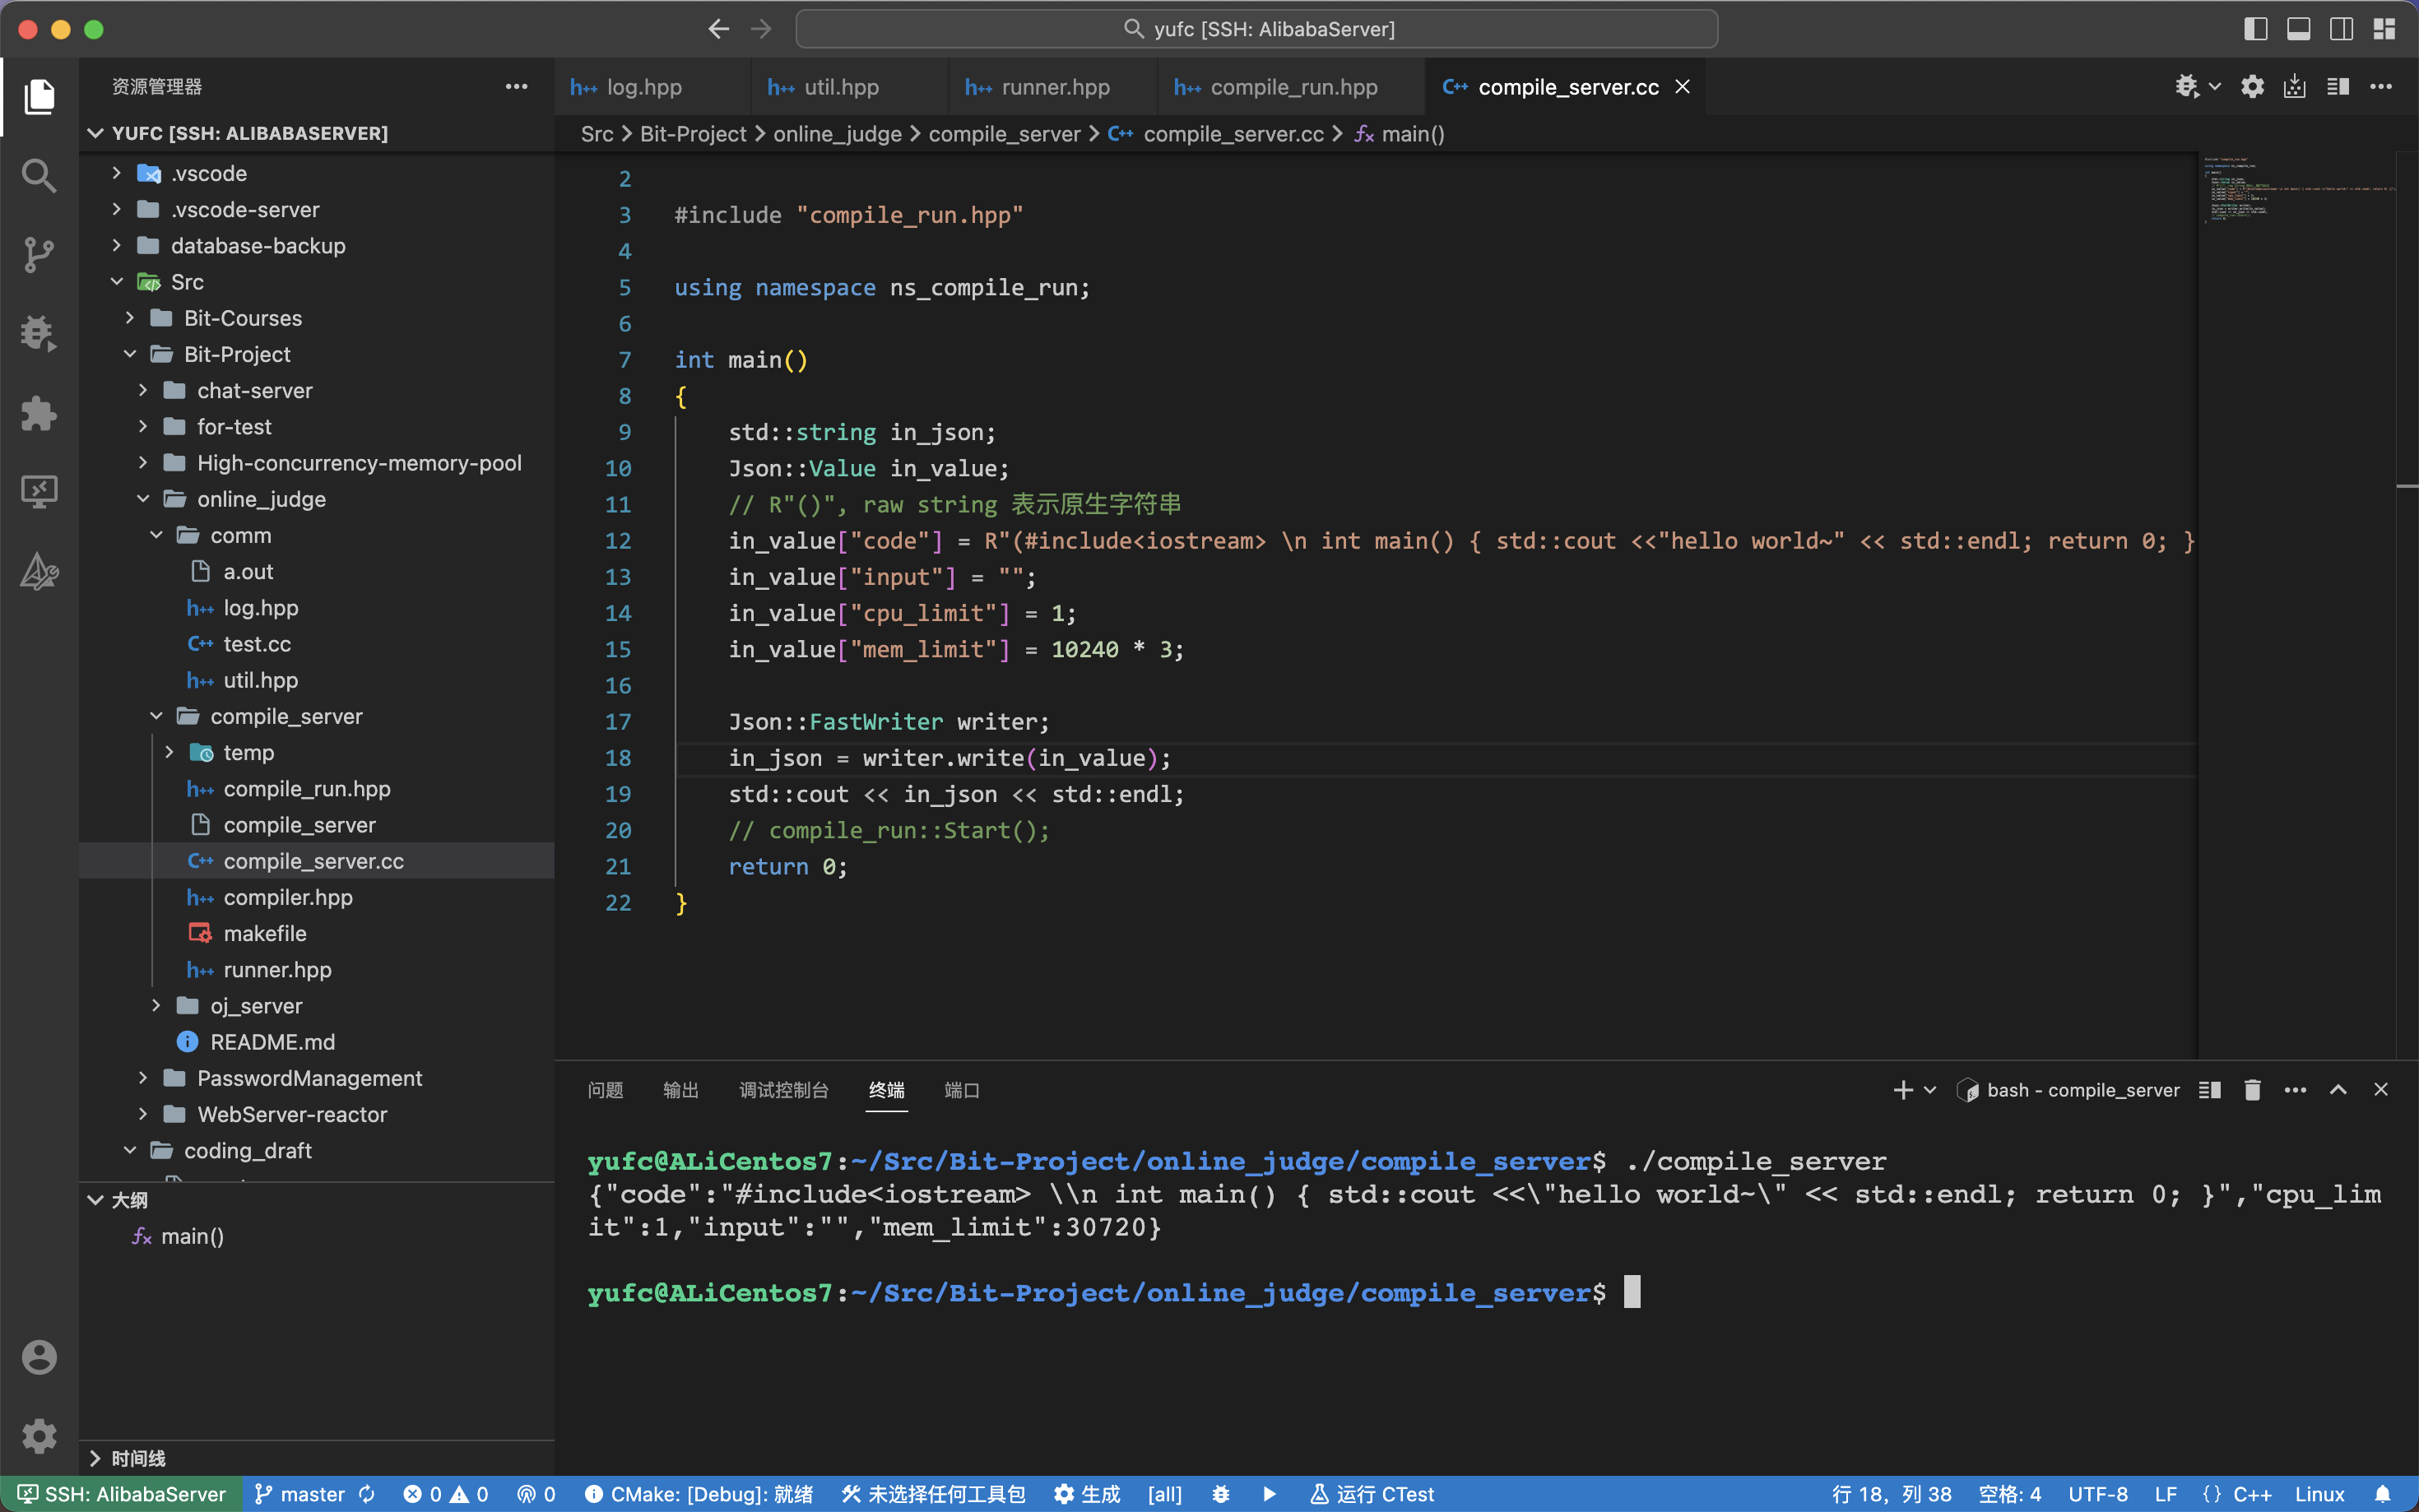 yufc [SSH: AlibabaServer]
资源管理器
YUFC [SSH: ALIBABASERVER]
.vscode
.vscode-server
database-backup
Src
Bit-Courses
Bit-Project
chat-server
for-test
High-concurrency-memory-pool
online_judge
comm
a.out
log.hpp
test.cc
util.hpp
compile_server
temp
compile_run.hpp
compile_server
compile_server.cc
compiler.hpp
makefile
runner.hpp
oj_server
README.md
PasswordManagement
WebServer-reactor
coding_draft
大纲
main()
时间线
log.hpp util.hpp runner.hpp compile_run.hpp compile_server.cc
Src > Bit-Project > online_judge > compile_server > compile_server.cc > main()
2
3 #include "compile_run.hpp"
4
5 using namespace ns_compile_run;
6
7 int main()
8 {
9 std::string in_json;
10 Json::Value in_value;
11 // R"()", raw string 表示原生字符串
12 in_value["code"] = R"(#include<iostream> \n int main() { std::cout <<"hello world~" << std::endl; return 0; }
13 in_value["input"] = "";
14 in_value["cpu_limit"] = 1;
15 in_value["mem_limit"] = 10240 * 3;
16
17 Json::FastWriter writer;
18 in_json = writer.write(in_value);
19 std::cout << in_json << std::endl;
20 // compile_run::Start();
21 return 0;
22 }
问题 输出 调试控制台 终端 端口
bash - compile_server
yufc@ALiCentos7:~/Src/Bit-Project/online_judge/compile_server$ ./compile_server
{"code":"#include<iostream> \\n int main() { std::cout <<\"hello world~\" << std::endl; return 0; }","cpu_lim
it":1,"input":"","mem_limit":30720}
yufc@ALiCentos7:~/Src/Bit-Project/online_judge/compile_server$
SSH: AlibabaServer master 0 0 0 CMake: [Debug]: 就绪 未选择任何工具包 生成 [all] 运行 CTest 行 18，列 38 空格: 4 UTF-8 LF {} C++ Linux